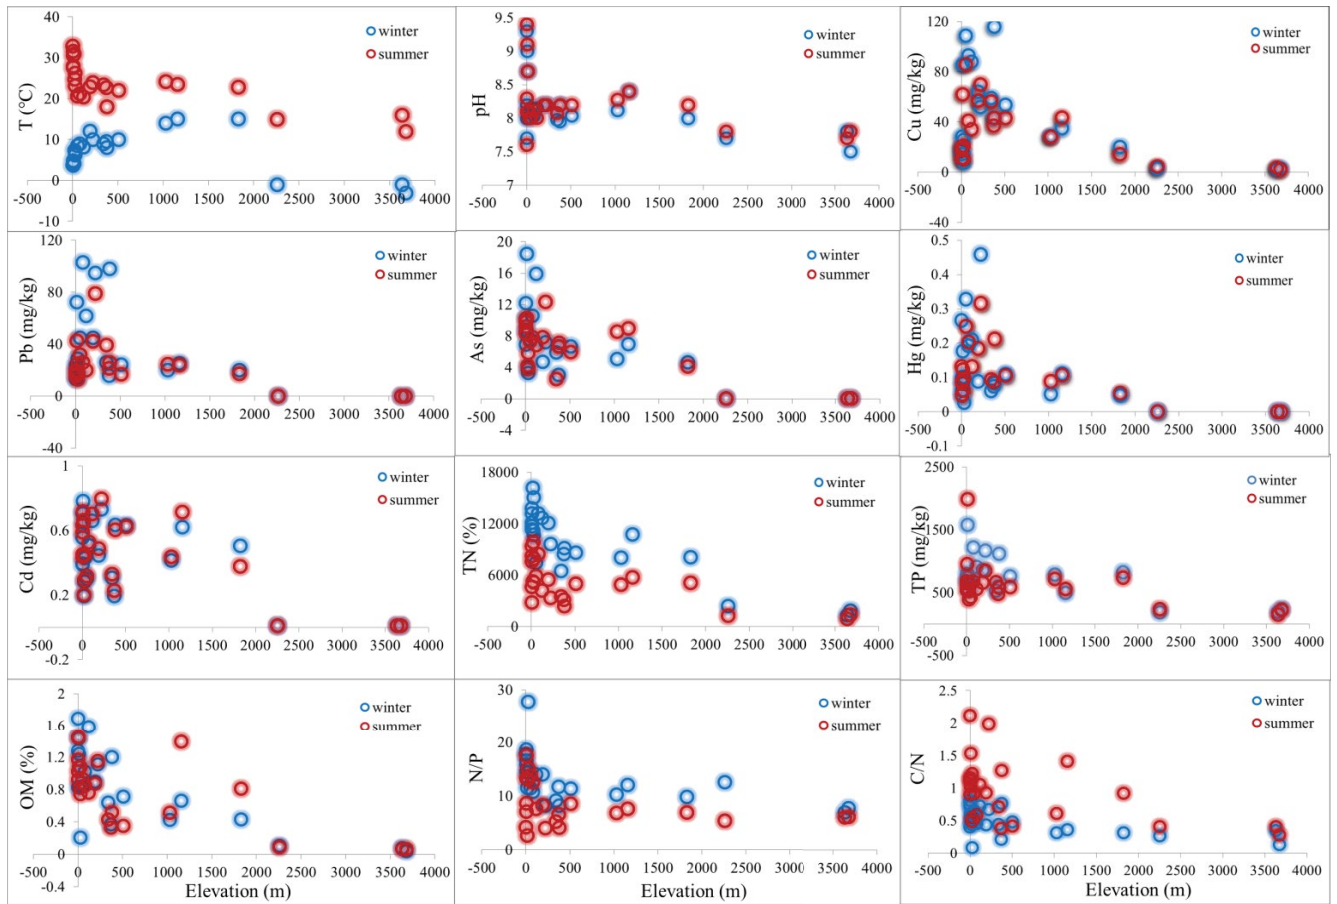 40
30
20
10
0
-10
T (°C)
-500 0 500 1000 1500 2000 2500 3000 3500 4000
winter
summer
9.5
9
8.5
8
7.5
7
pH
-500 0 500 1000 1500 2000 2500 3000 3500 4000
winter
summer
120
80
40
0
-40
Cu (mg/kg)
-500 0 500 1000 1500 2000 2500 3000 3500 4000
winter
summer
120
80
40
0
40
Pb (mg/kg)
-500 0 500 1000 1500 2000 2500 3000 3500 4000
winter
summer
20
16
12
8
4
0
-4
As (mg/kg)
-500 0 500 1000 1500 2000 2500 3000 3500 4000
winter
summer
0.5
0.4
0.3
0.2
0.1
0
-0.1
Hg (mg/kg)
-500 0 500 1000 1500 2000 2500 3000 3500 4000
winter
summer
1
0.6
0.2
-0.2
Cd (mg/kg)
-500 0 500 1000 1500 2000 2500 3000 3500 4000
winter
summer
18000
12000
6000
0
TN (%)
-500 0 500 1000 1500 2000 2500 3000 3500 4000
winter
summer
2500
1500
500
-500
TP (mg/kg)
-500 0 500 1000 1500 2000 2500 3000 3500 4000
winter
summer
2
1.6
1.2
0.8
0.4
0
-0.4
OM (%)
-500 0 500 1000 1500 2000 2500 3000 3500 4000
Elevation (m)
winter
summer
30
20
10
0
N/P
-500 0 500 1000 1500 2000 2500 3000 3500 4000
Elevation (m)
winter
summer
2.5
2
1.5
1
0.5
0
C/N
-500 0 500 1000 1500 2000 2500 3000 3500 4000
Elevation (m)
winter
summer